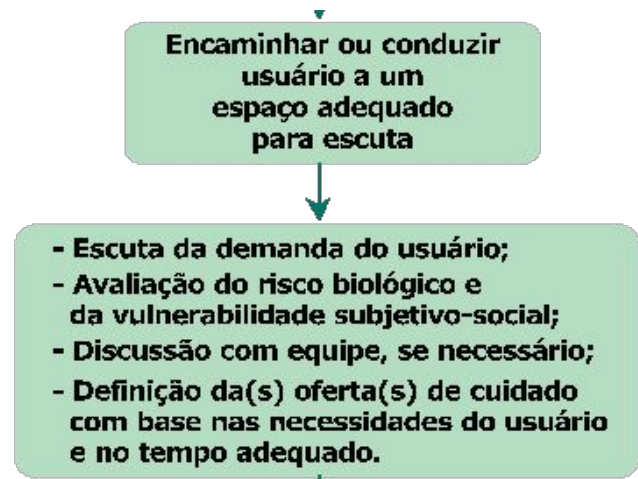 Encaminhar ou conduzir
usuário a um
espaço adequado
para escuta
- Escuta da demanda do usuário;
- Avaliação do risco biológico e
da vulnerabilidade subjetivo-social;
- Discussão com equipe, se necessário;
- Definição da(s) oferta(s) de cuidado
com base nas necessidades do usuário
e no tempo adequado.